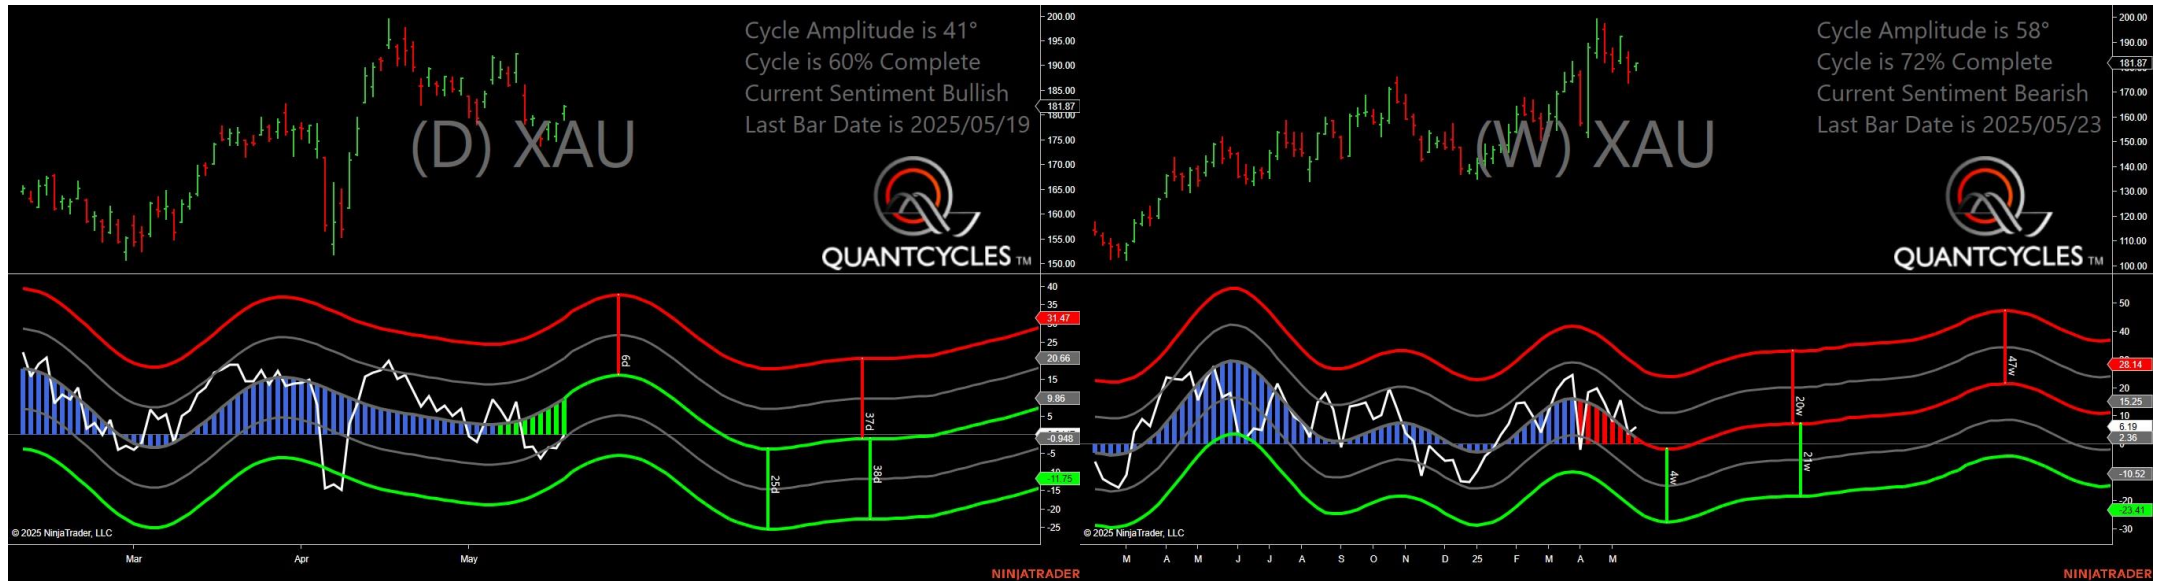 Cycle Amplitude is 41°
Cycle is 60% Complete
Current Sentiment Bullish
Last Bar Date is 2025/05/19
(D) XAU
QUANTCYCLES TM
200.00
195.00
190.00
185.00
181.87
180.00
175.00
170.00
165.00
160.00
155.00
150.00
40
35
31.47
20.66
15
9.86
5
-0.948
-5
-11.75
-15
-20
-25
6d
25d
37d
38d
© 2025 NinjaTrader, LLC
Mar
Apr
May
NINJATRADER
Cycle Amplitude is 58°
Cycle is 72% Complete
Current Sentiment Bearish
Last Bar Date is 2025/05/23
(W) XAU
QUANTCYCLES TM
200.00
190.00
181.87
170.00
160.00
150.00
140.00
130.00
120.00
110.00
100.00
50
40
28.14
20
15.25
10
6.19
2.36
-10.52
-20
-23.41
-30
4w
20w
21w
47w
© 2025 NinjaTrader, LLC
M A M J J A S O N D 25 F M A M
NINJATRADER